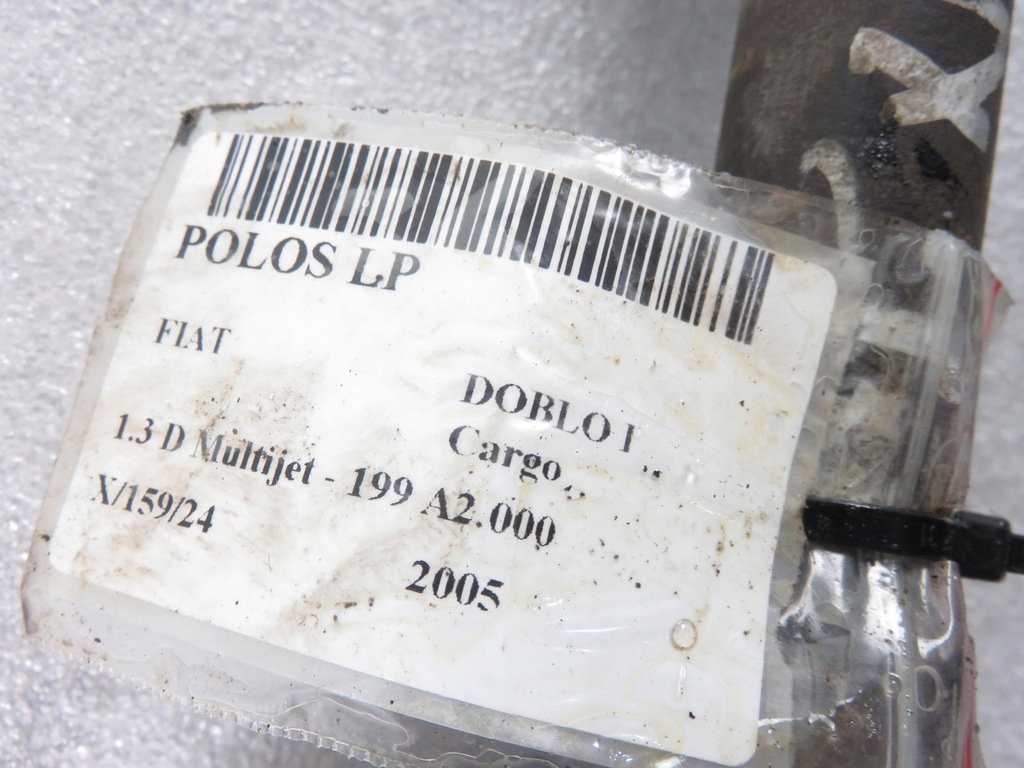 POLOS LP
FIAT
DOBLO I
Cargo
1.3 D Multijet - 199 A2.000
X/159/24
2005